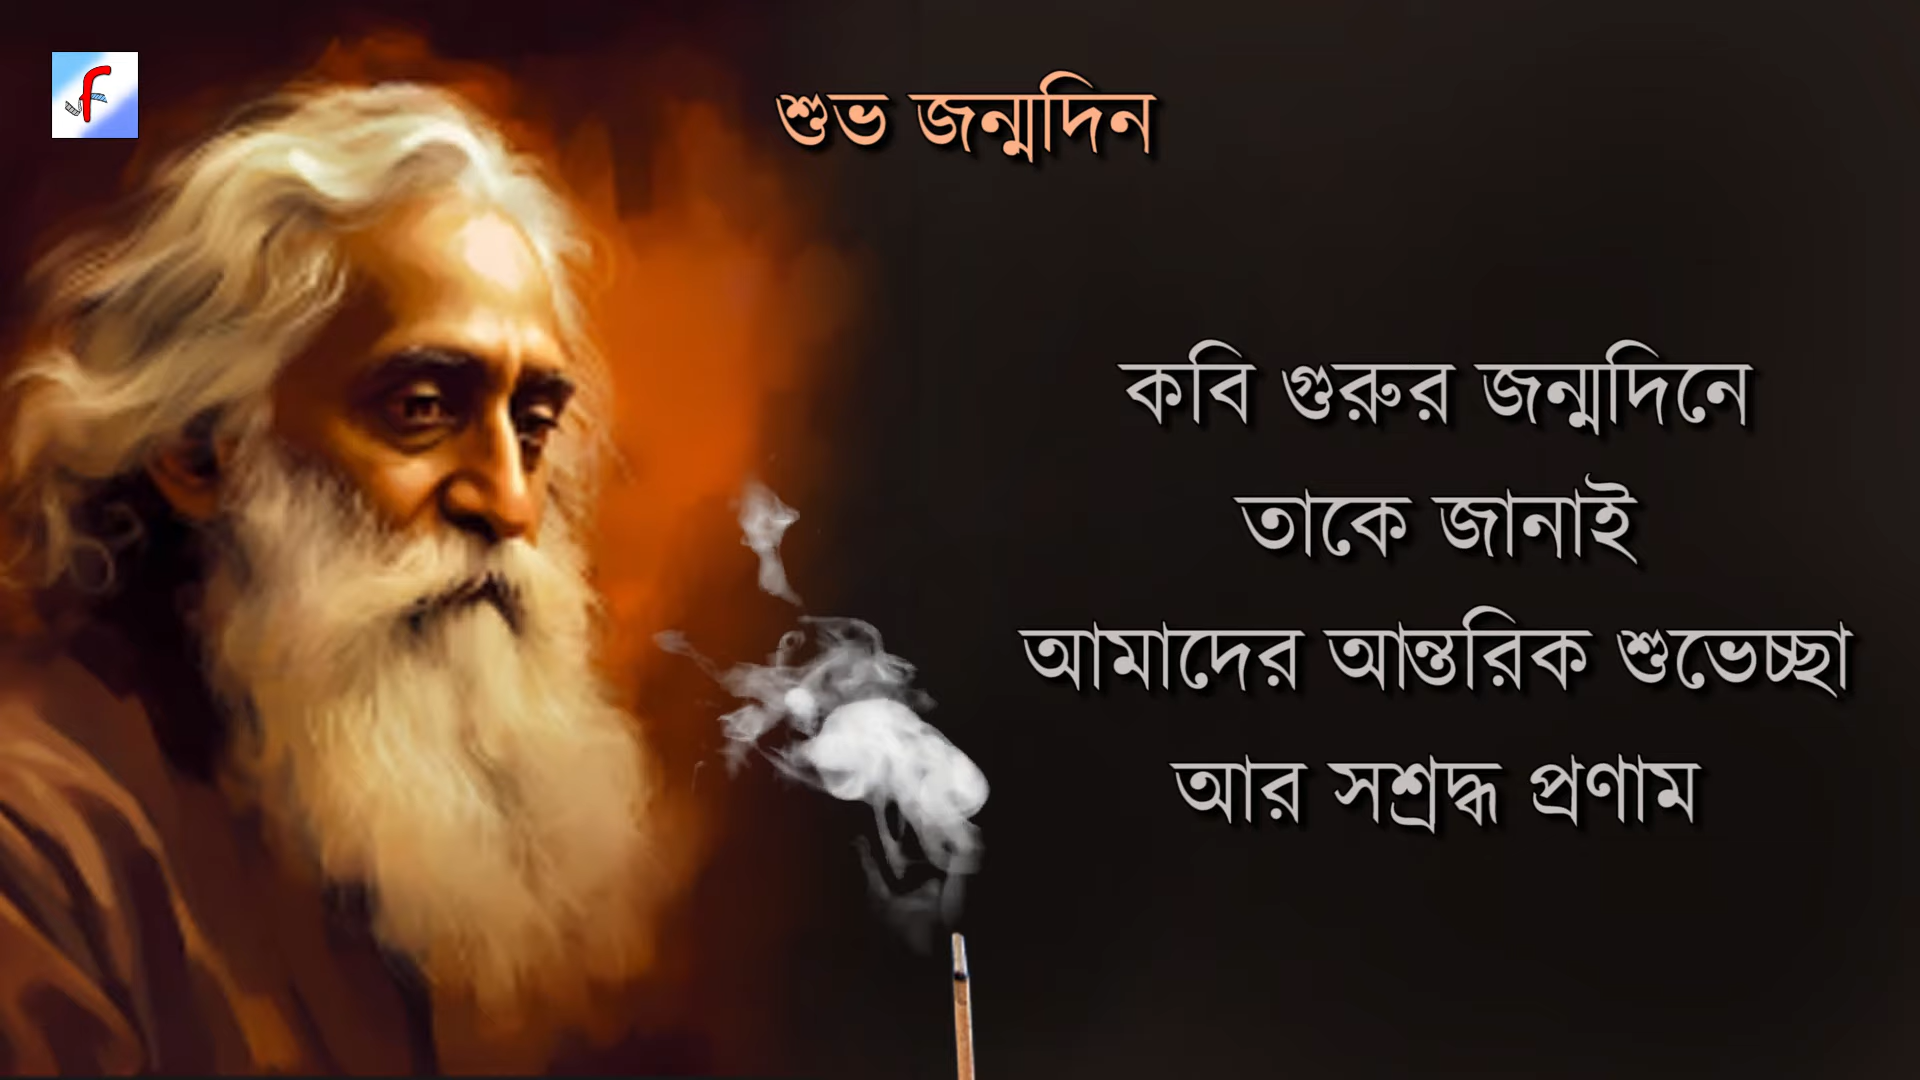 শুভ জন্মদিন
কবি গুরুর জন্মদিনে
তাকে জানাই
আমাদের আন্তরিক শুভেচ্ছা
আর সশ্রদ্ধ প্রণাম